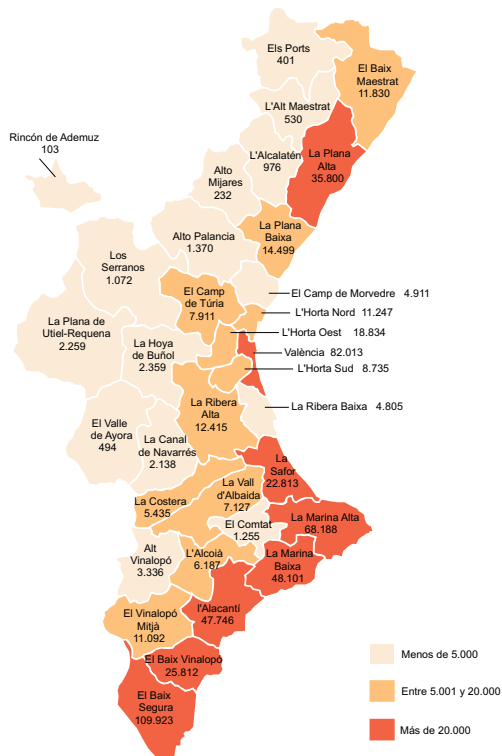 Els Ports
401
El Baix
Maestrat
11.830
L'Alt Maestrat
530
Rincón de Ademuz
103
L'Alcalatén
976
La Plana
Alta
35.800
Alto
Mijares
232
Alto Palancia
1.370
La Plana
Baixa
14.499
Los
Serranos
1.072
El Camp
de Túria
7.911
El Camp de Morvedre 4.911
L'Horta Nord 11.247
L'Horta Oest 18.834
València 82.013
L'Horta Sud 8.735
La Plana de
Utiel-Requena
2.259
La Hoya
de Buñol
2.359
La Ribera
Alta
12.415
La Ribera Baixa 4.805
El Valle
de Ayora
494
La Canal
de Navarrés
2.138
La
Safor
22.813
La Vall
d'Albaida
7.127
La Costera
5.435
El Comtat
1.255
La Marina Alta
68.188
Alt
Vinalopó
3.336
L'Alcoià
6.187
La Marina
Baixa
48.101
l'Alacantí
47.746
El Vinalopó
Mitjà
11.092
El Baix Vinalopó
25.812
El Baix
Segura
109.923
Menos de 5.000
Entre 5.001 y 20.000
Más de 20.000